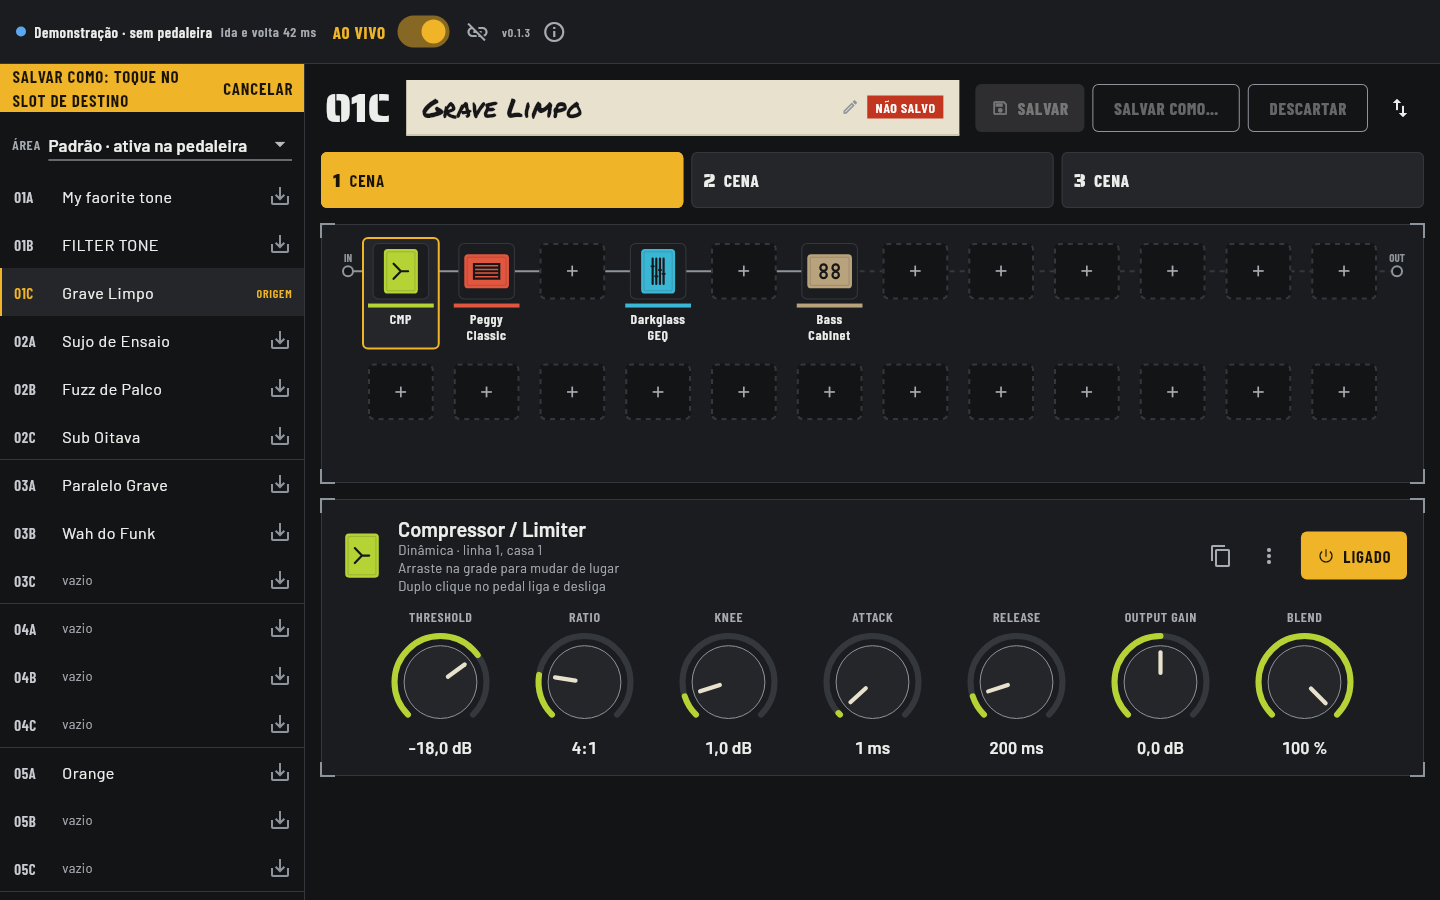 Demonstração · sem pedaleira Ida e volta 42 ms AO VIVO v0.1.3
SALVAR COMO: TOQUE NO
SLOT DE DESTINO
CANCELAR
ÁREA Padrão · ativa na pedaleira
01A My faorite tone
01B FILTER TONE
01C Grave Limpo ORIGEM
02A Sujo de Ensaio
02B Fuzz de Palco
02C Sub Oitava
03A Paralelo Grave
03B Wah do Funk
03C vazio
04A vazio
04B vazio
04C vazio
05A Orange
05B vazio
05C vazio
01C Grave Limpo NÃO SALVO SALVAR SALVAR COMO... DESCARTAR
1 CENA
2 CENA
3 CENA
IN
OUT
CMP
Peggy
Classic
Darkglass
GEQ
88
Bass
Cabinet
Compressor / Limiter
Dinâmica · linha 1, casa 1
Arraste na grade para mudar de lugar
Duplo clique no pedal liga e desliga
LIGADO
THRESHOLD RATIO KNEE ATTACK RELEASE OUTPUT GAIN BLEND
-18,0 dB 4:1 1,0 dB 1 ms 200 ms 0,0 dB 100 %